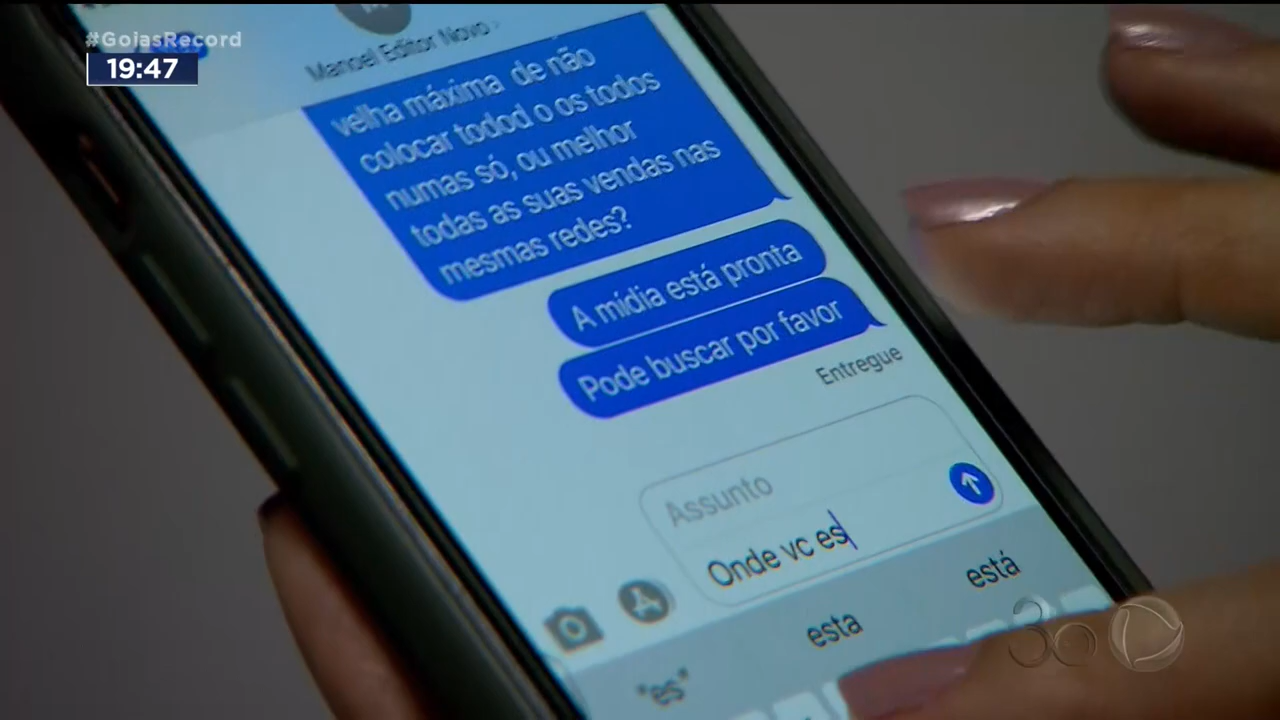 #GoiasRecord
19:47
Manoel Editor Novo
velha máxima de não
colocar todod o os todos
numas só, ou melhor
todas as suas vendas nas
mesmas redes?
A mídia está pronta
Pode buscar por favor
Entregue
Assunto
Onde vc es
"es"
esta
está
30